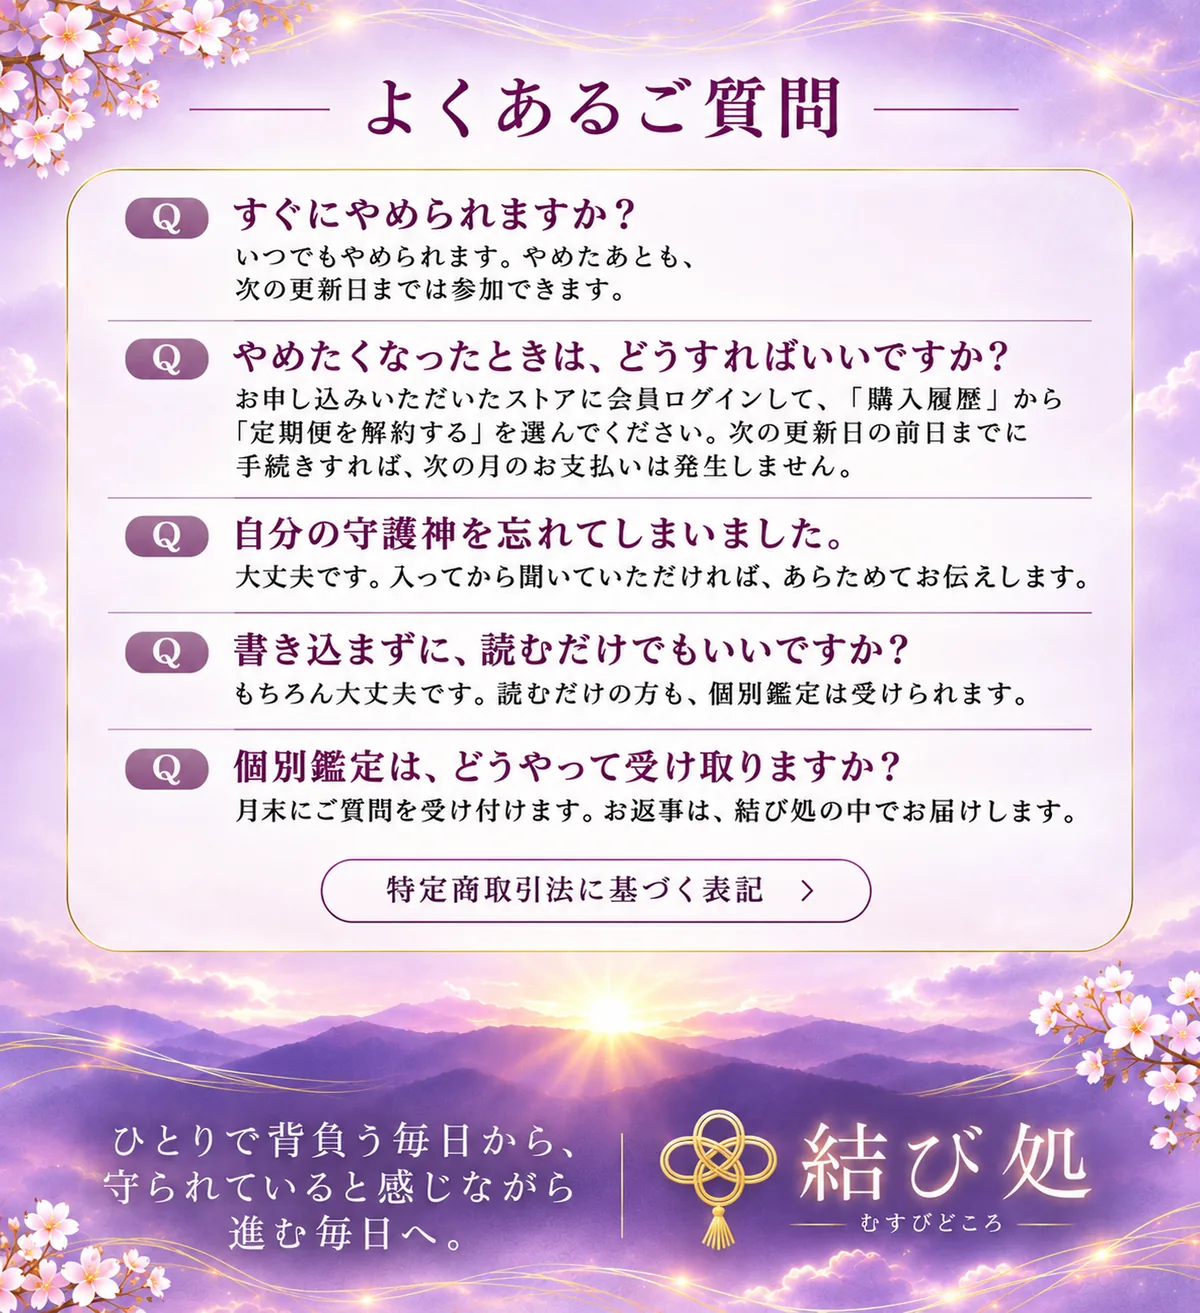 よくあるご質問
Q すぐにやめられますか？
いつでもやめられます。やめたあとも、
次の更新日までは参加できます。
Q やめたくなったときは、どうすればいいですか？
お申し込みいただいたストアに会員ログインして、「購入履歴」から
「定期便を解約する」を選んでください。次の更新日の前日までに
手続きすれば、次の月のお支払いは発生しません。
Q 自分の守護神を忘れてしまいました。
大丈夫です。入ってから聞いていただければ、あらためてお伝えします。
Q 書き込まずに、読むだけでもいいですか？
もちろん大丈夫です。読むだけの方も、個別鑑定は受けられます。
Q 個別鑑定は、どうやって受け取りますか？
月末にご質問を受け付けます。お返事は、結び処の中でお届けします。
特定商取引法に基づく表記 >
ひとりで背負う毎日から、
守られていると感じながら
進む毎日へ。
結び処
むすびどころ